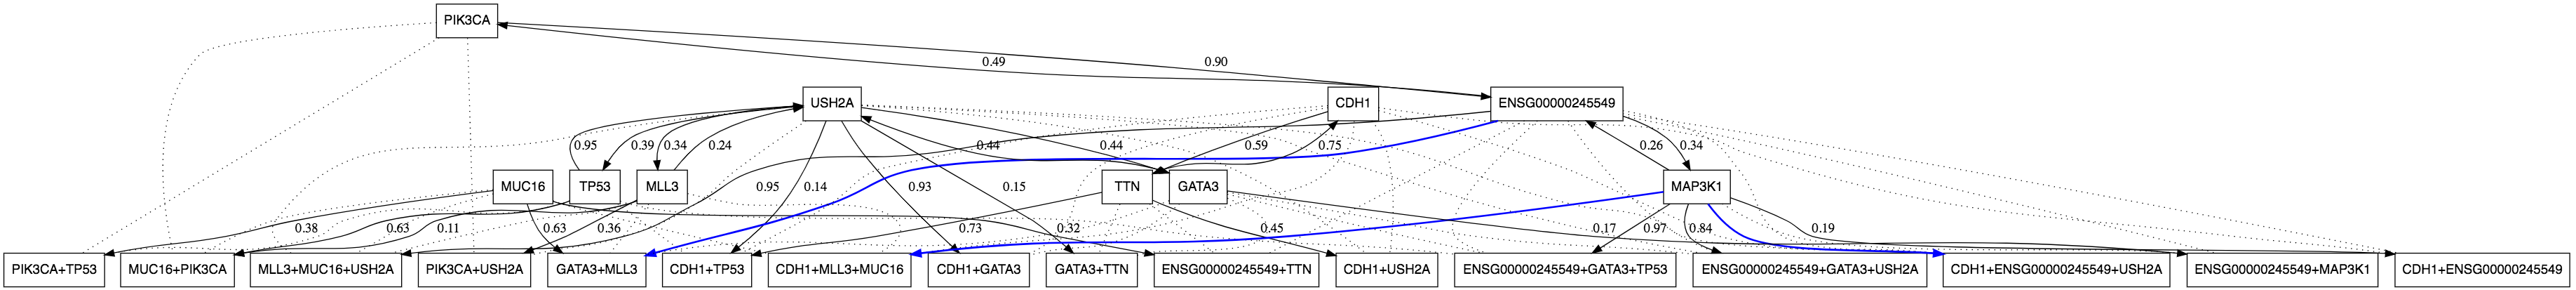 PIK3CA
0.49 0.90
USH2A CDH1 ENSG00000245549
0.95 0.39 0.34 0.24 0.44 0.44 0.59 0.75 0.26 0.34
MUC16 TP53 MLL3 0.95 0.14 0.93 0.15 TTN GATA3 MAP3K1
0.38 0.63 0.11 0.63 0.36 0.73 0.32 0.45 0.17 0.97 0.84 0.19
PIK3CA+TP53 MUC16+PIK3CA MLL3+MUC16+USH2A PIK3CA+USH2A GATA3+MLL3 CDH1+TP53 CDH1+MLL3+MUC16 CDH1+GATA3 GATA3+TTN ENSG00000245549+TTN CDH1+USH2A ENSG00000245549+GATA3+TP53 ENSG00000245549+GATA3+USH2A CDH1+ENSG00000245549+USH2A ENSG00000245549+MAP3K1 CDH1+ENSG00000245549